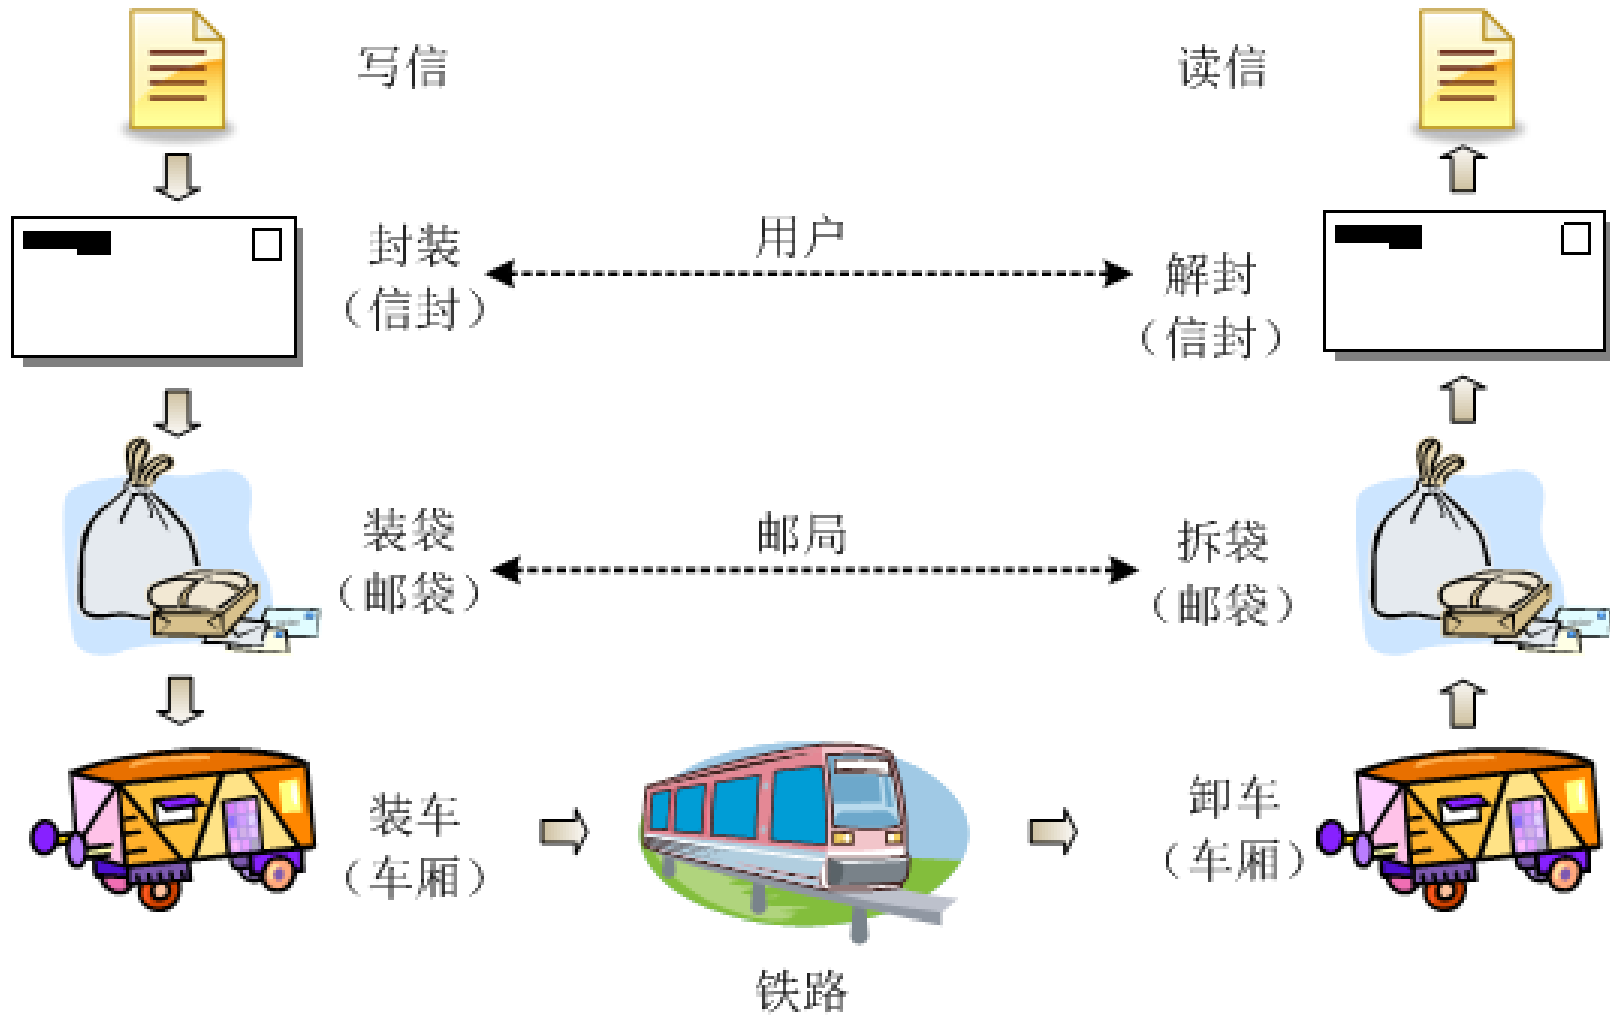 写信
读信
封装
（信封）
用户
解封
（信封）
装袋
（邮袋）
邮局
拆袋
（邮袋）
装车
（车厢）
卸车
（车厢）
铁路